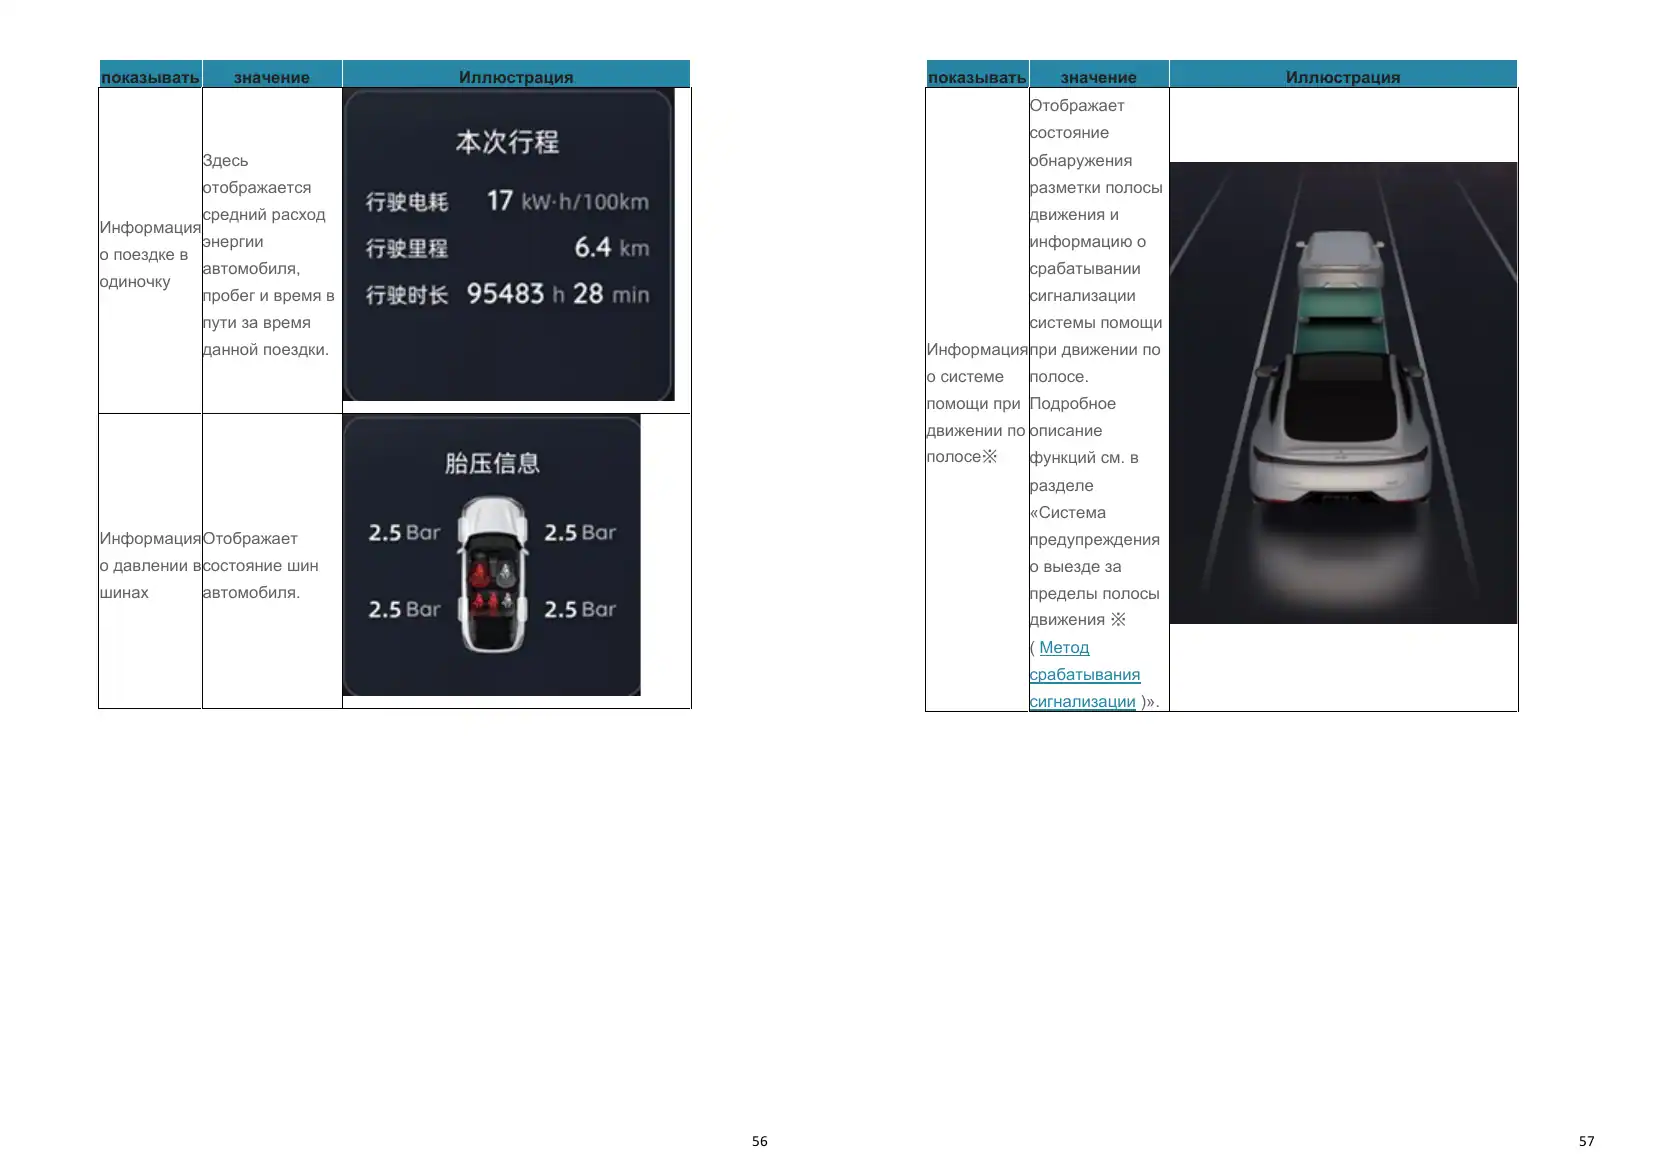 показывать значение Иллюстрация
Информация
о поездке в
одиночку
Здесь
отображается
средний расход
энергии
автомобиля,
пробег и время в
пути за время
данной поездки.
本次行程
行驶电耗 17 kW·h/100km
行驶里程 6.4 km
行驶时长 95483 h 28 min
Информация
о давлении в
шинах
Отображает
состояние шин
автомобиля.
胎压信息
2.5 Bar 2.5 Bar
2.5 Bar 2.5 Bar
56
показывать значение Иллюстрация
Информация
о системе
помощи при
движении по
полосе※
Отображает
состояние
обнаружения
разметки полосы
движения и
информацию о
срабатывании
сигнализации
системы помощи
при движении по
полосе.
Подробное
описание
функций см. в
разделе
«Система
предупреждения
о выезде за
пределы полосы
движения ※
( Метод
срабатывания
сигнализации )».
57